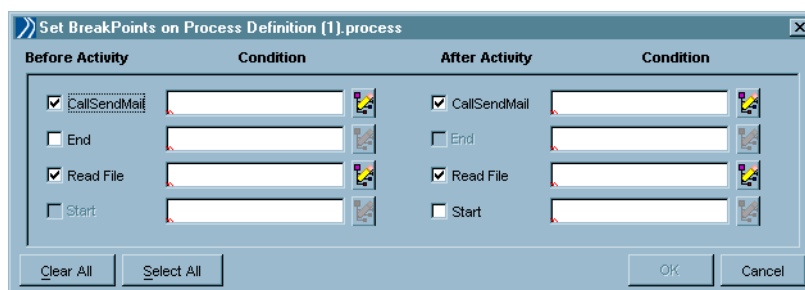 Set BreakPoints on Process Definition (1).process
Before Activity Condition After Activity Condition
CallSendMail CallSendMail
End End
Read File Read File
Start Start
Clear All Select All OK Cancel